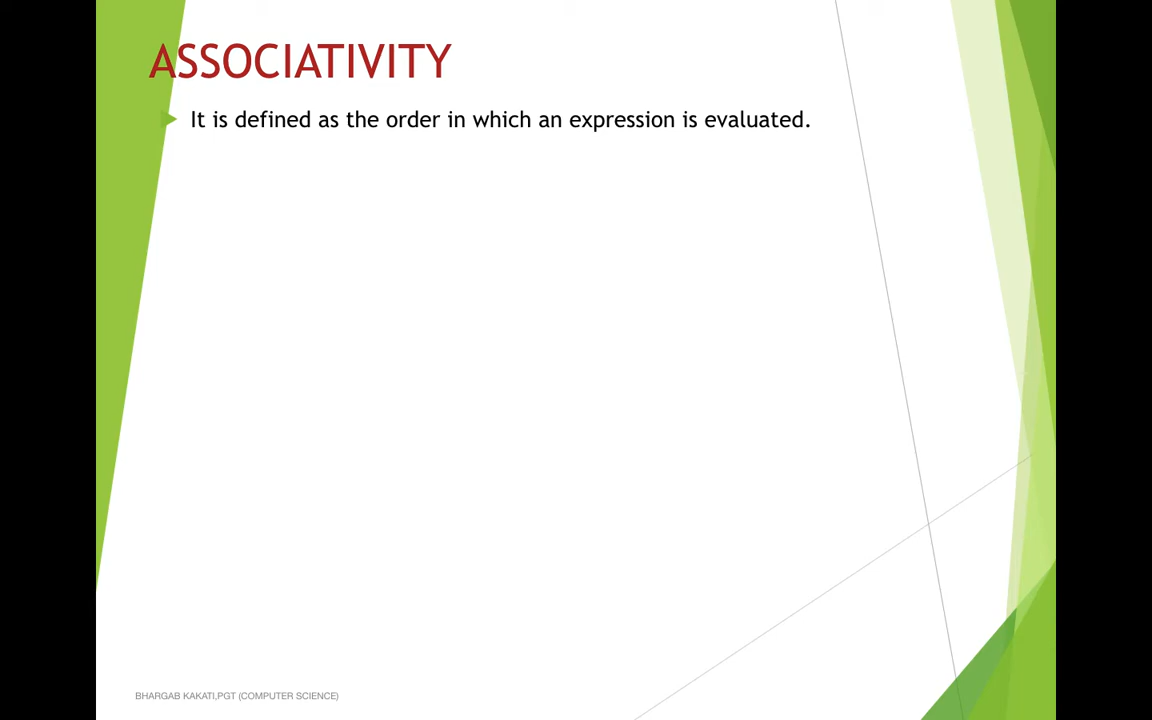 ASSOCIATIVITY
It is defined as the order in which an expression is evaluated.
BHARGAB KAKATI,PGT (COMPUTER SCIENCE)